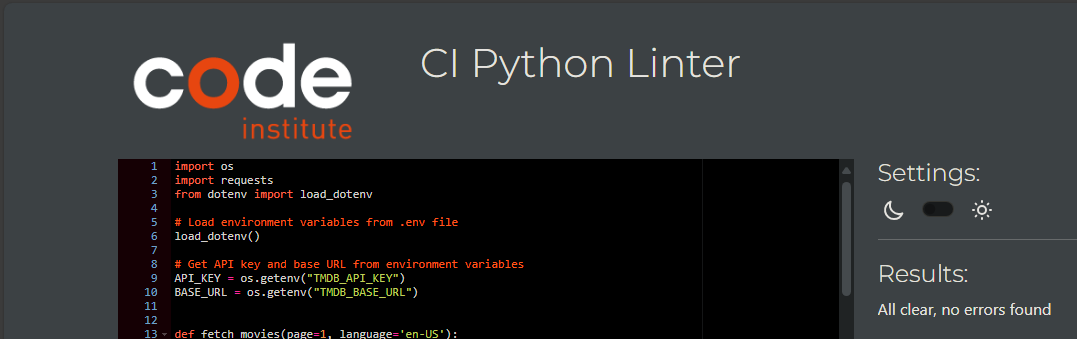 code
institute
CI Python Linter
1 import os
2 import requests
3 from dotenv import load_dotenv
4
5 # Load environment variables from .env file
6 load_dotenv()
7
8 # Get API key and base URL from environment variables
9 API_KEY = os.getenv("TMDB_API_KEY")
10 BASE_URL = os.getenv("TMDB_BASE_URL")
11
12
13 def fetch_movies(page=1, language='en-US'):
Settings:
Results:
All clear, no errors found